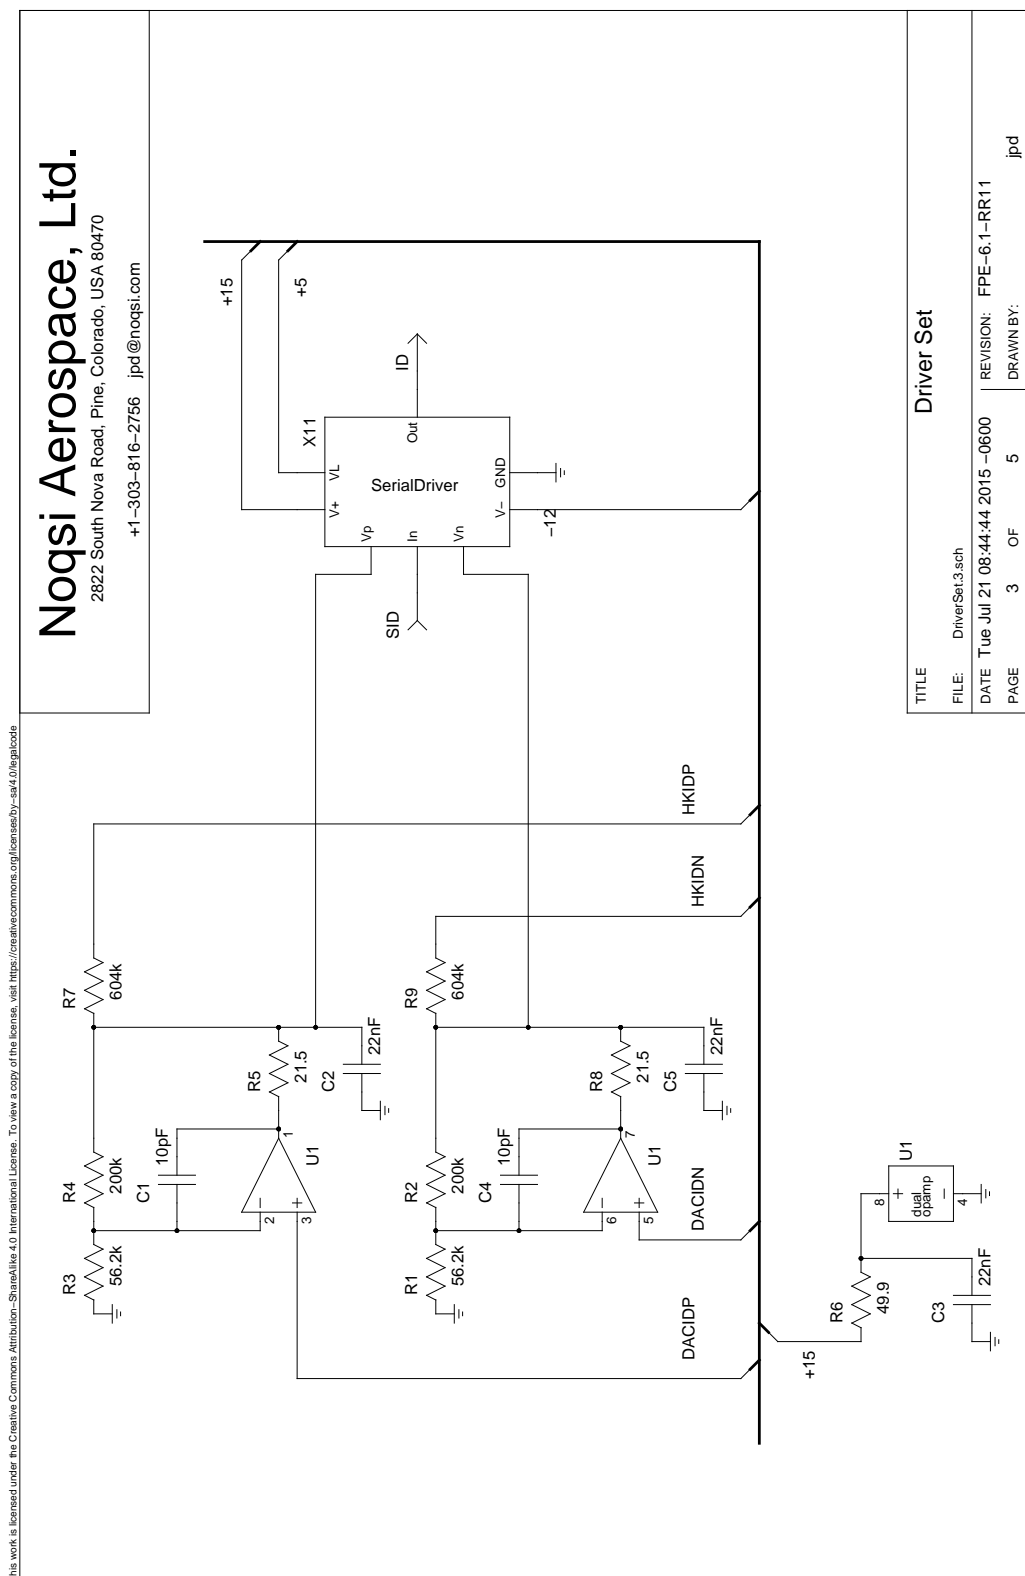 his work is licensed under the Creative Commons Attribution−ShareAlike 4.0 International License. To view a copy of the license, visit https://creativecommons.org/licenses/by−sa/4.0/legalcode
Noqsi Aerospace, Ltd.
2822 South Nova Road, Pine, Colorado, USA 80470
+1−303−816−2756 jpd@noqsi.com
R3
56.2k
R4
200k
R7
604k
C1
10pF
2
3
1
U1
R5
21.5
C2
22nF
+15
+5
X11
V+
VL
Vp
In
Vn
SerialDriver
Out
V−
GND
−12
SID
ID
R1
56.2k
R2
200k
R9
604k
C4
10pF
6
5
7
U1
R8
21.5
C5
22nF
DACIDP
DACIDN
HKIDN
HKIDP
+15
R6
49.9
C3
22nF
U1
8
+
dual
opamp
−
4
TITLE
Driver Set
FILE: DriverSet.3.sch
DATE Tue Jul 21 08:44:44 2015 −0600
REVISION: FPE−6.1−RR11
PAGE 3 OF 5
DRAWN BY: jpd